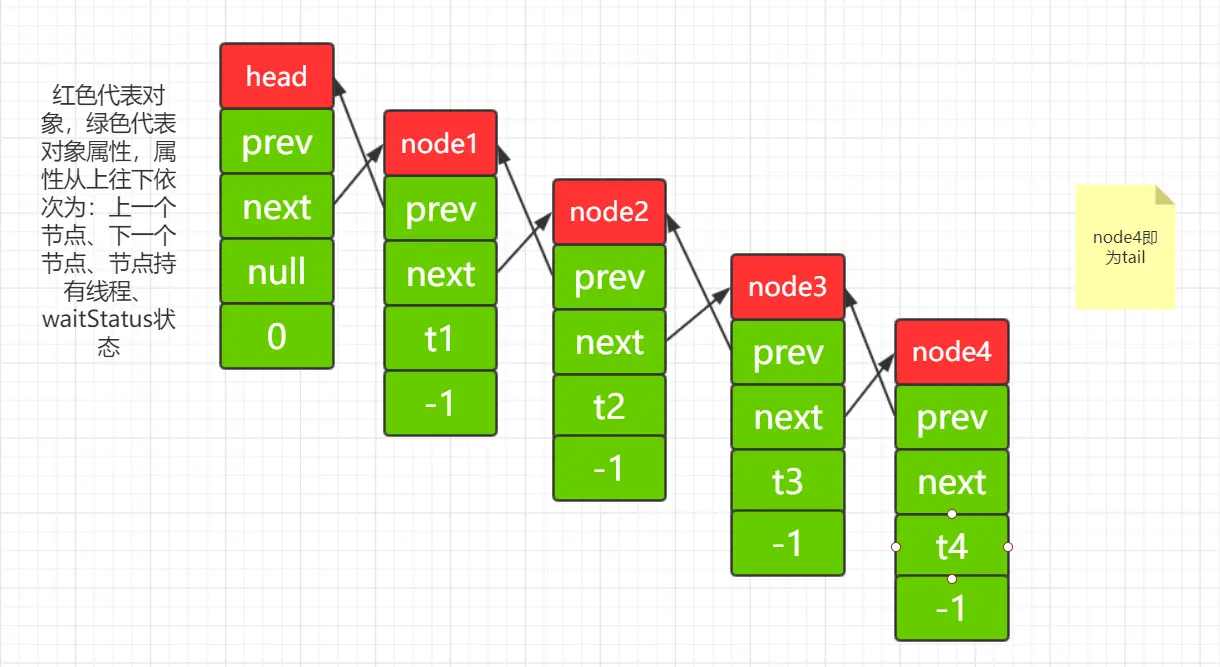 红色代表对
象，绿色代表
对象属性，属
性从上往下依
次为：上一个
节点、下一个
节点、节点持
有线程、
waitStatus状
态
head
prev
next
null
0
node1
prev
next
t1
-1
node2
prev
next
t2
-1
node3
prev
next
t3
-1
node4
prev
next
t4
-1
node4即
为tail